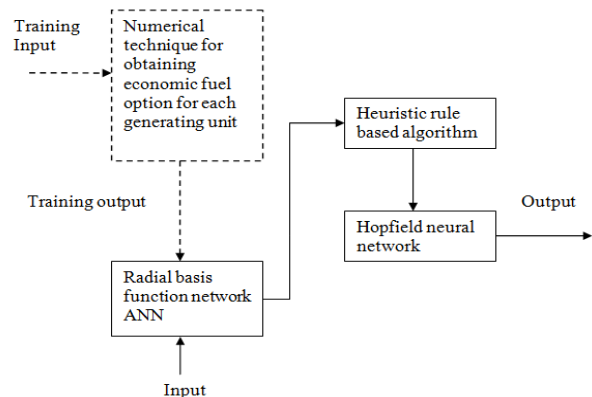 Training
Input
Numerical
technique for
obtaining
economic fuel
option for each
generating unit
Heuristic rule
based algorithm
Training output
Output
Hopfield neural
network
Radial basis
function network
ANN
Input